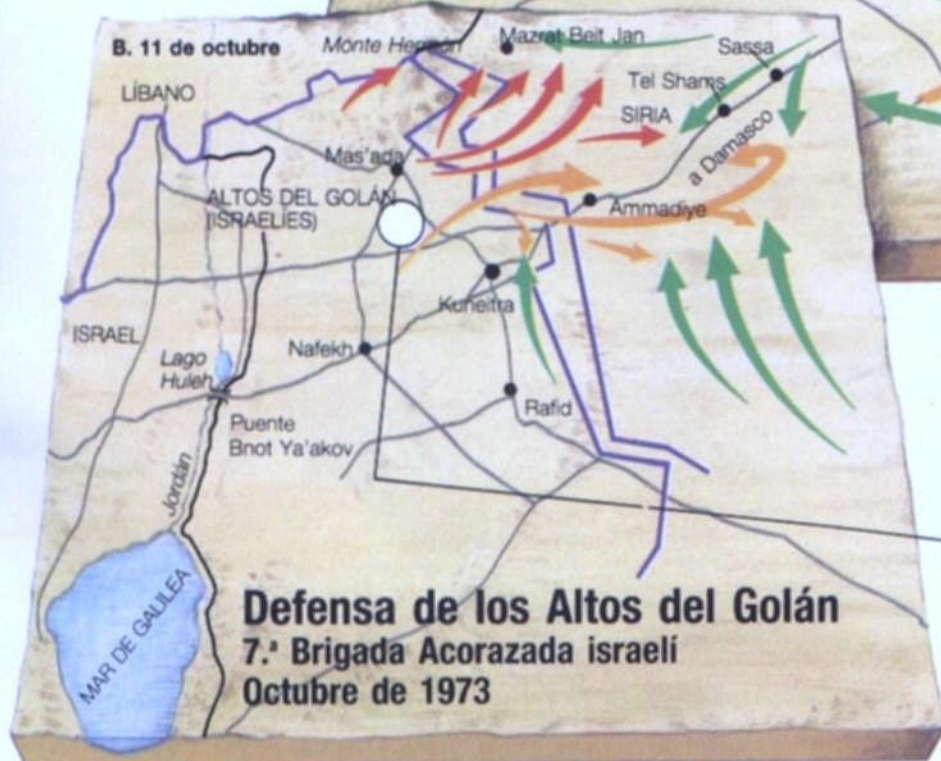 B. 11 de octubre
Monte Hermón
Mazrat Beit Jan
Sassa
LÍBANO
Tel Shams
SIRIA
a Damasco
Mas'ada
ALTOS DEL GOLÁN
(ISRAELIES)
Ammadiye
Kuneitra
ISRAEL
Nafekh
Lago
Huleh
Rafid
Puente
Bnot Ya'akov
Jordán
MAR DE GALILEA
Defensa de los Altos del Golán
7.ª Brigada Acorazada israelí
Octubre de 1973